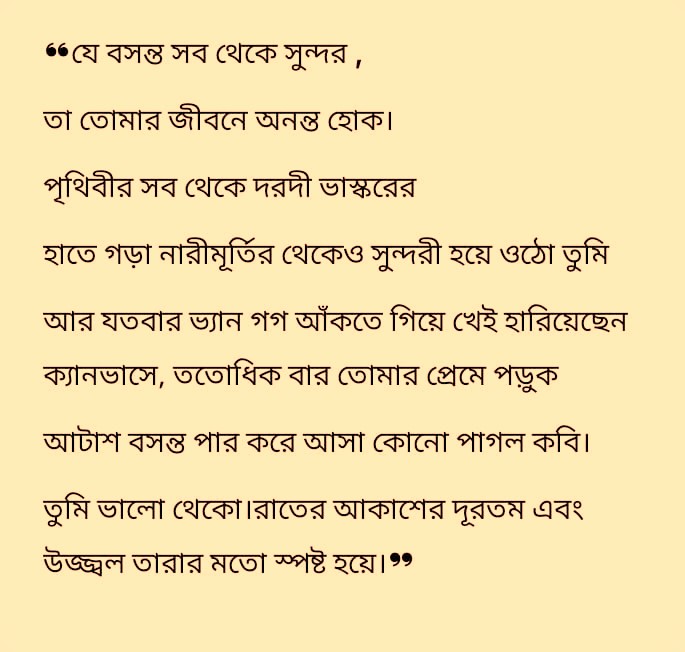 ❝যে বসন্ত সব থেকে সুন্দর ,
তা তোমার জীবনে অনন্ত হোক।
পৃথিবীর সব থেকে দরদী ভাস্করের
হাতে গড়া নারীমূর্তির থেকেও সুন্দরী হয়ে ওঠো তুমি
আর যতবার ভ্যান গগ আঁকতে গিয়ে খেই হারিয়েছেন
ক্যানভাসে, ততোধিক বার তোমার প্রেমে পড়ুক
আটাশ বসন্ত পার করে আসা কোনো পাগল কবি।
তুমি ভালো থেকো।রাতের আকাশের দূরতম এবং
উজ্জ্বল তারার মতো স্পষ্ট হয়ে।❞